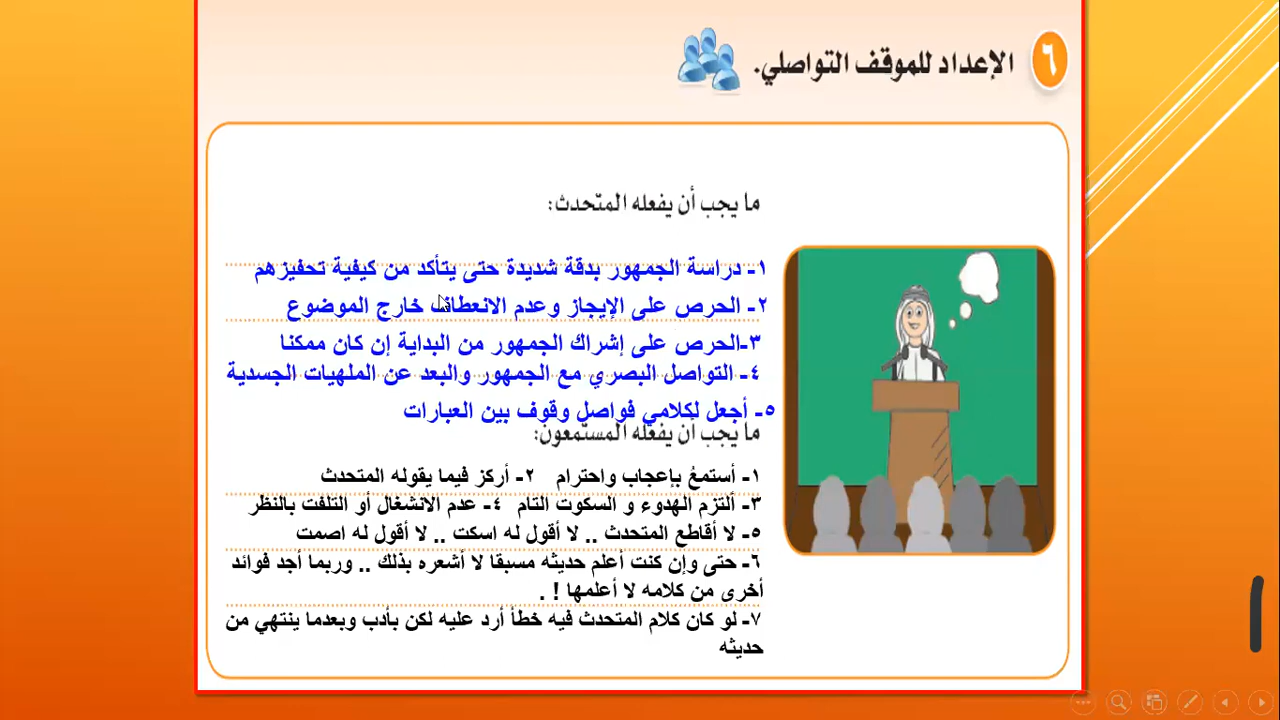 ٦ الإعداد للموقف التواصلي.
ما يجب أن يفعله المتحدث:
١- دراسة الجمهور بدقة شديدة حتى يتأكد من كيفية تحفيزهم
٢- الحرص على الإيجاز وعدم الانعطاف خارج الموضوع
٣-الحرص على إشراك الجمهور من البداية إن كان ممكنا
٤- التواصل البصري مع الجمهور والبعد عن الملهيات الجسدية
٥- أجعل لكلامي فواصل وقوف بين العبارات
ما يجب أن يفعله المستمعون:
١- أستمعُ بإعجاب واحترام ٢- أركز فيما يقوله المتحدث
٣- ألتزم الهدوء و السكوت التام ٤- عدم الانشغال أو التلفت بالنظر
٥- لا أقاطع المتحدث .. لا أقول له اسكت .. لا أقول له اصمت
٦- حتى وإن كنت أعلم حديثه مسبقا لا أشعره بذلك .. وربما أجد فوائد
أخرى من كلامه لا أعلمها ! .
٧- لو كان كلام المتحدث فيه خطأ أرد عليه لكن بأدب وبعدما ينتهي من
حديثه